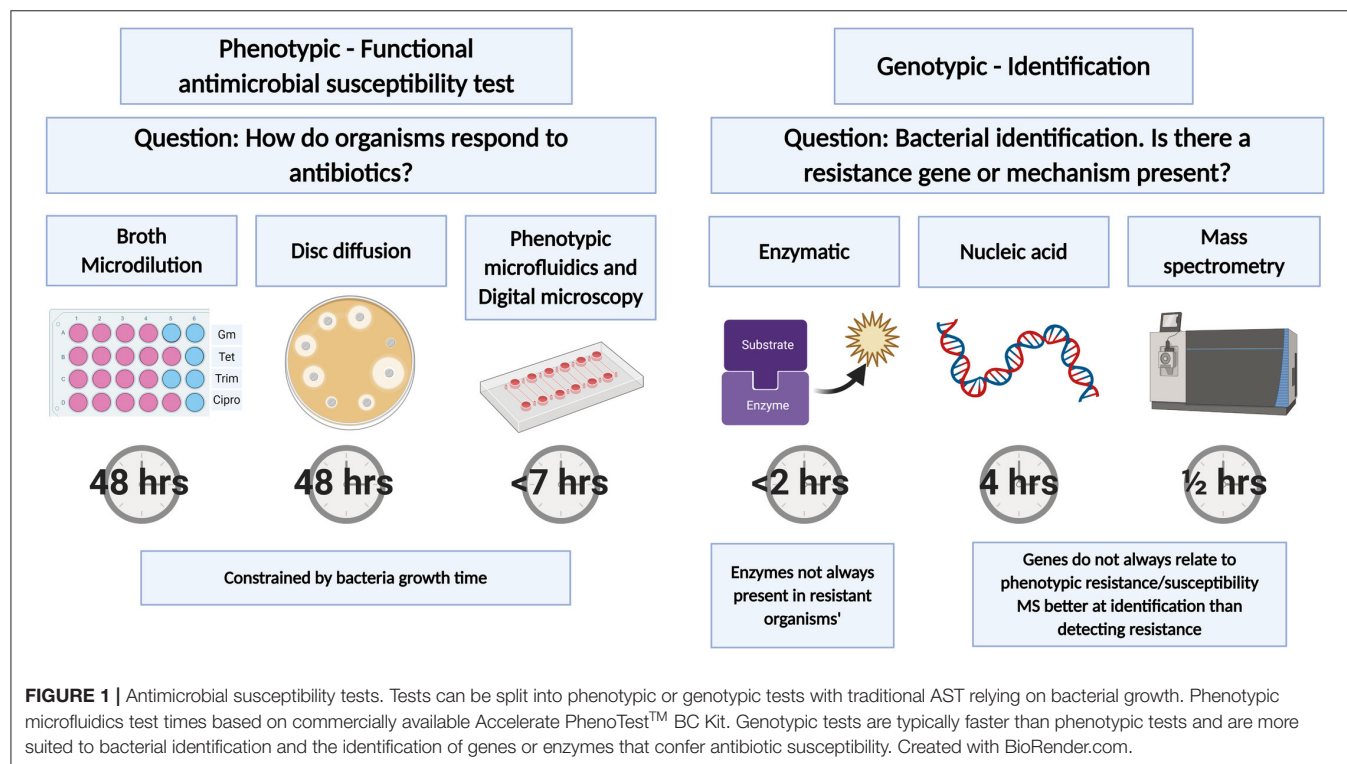 Phenotypic - Functional
antimicrobial susceptibility test
Genotypic - Identification
Question: How do organisms respond to
antibiotics?
Question: Bacterial identification. Is there a
resistance gene or mechanism present?
Broth
Microdilution
Disc diffusion
Phenotypic
microfluidics and
Digital microscopy
Enzymatic
Nucleic acid
Mass
spectrometry
1 2 3 4 5 6
A
B
C
D
Gm
Tet
Trim
Cipro
Substrate
Enzyme
48 hrs
48 hrs
<7 hrs
<2 hrs
4 hrs
½ hrs
Constrained by bacteria growth time
Enzymes not always
present in resistant
organisms'
Genes do not always relate to
phenotypic resistance/susceptibility
MS better at identification than
detecting resistance
FIGURE 1 | Antimicrobial susceptibility tests. Tests can be split into phenotypic or genotypic tests with traditional AST relying on bacterial growth. Phenotypic
microfluidics test times based on commercially available Accelerate PhenoTest™ BC Kit. Genotypic tests are typically faster than phenotypic tests and are more
suited to bacterial identification and the identification of genes or enzymes that confer antibiotic susceptibility. Created with BioRender.com.